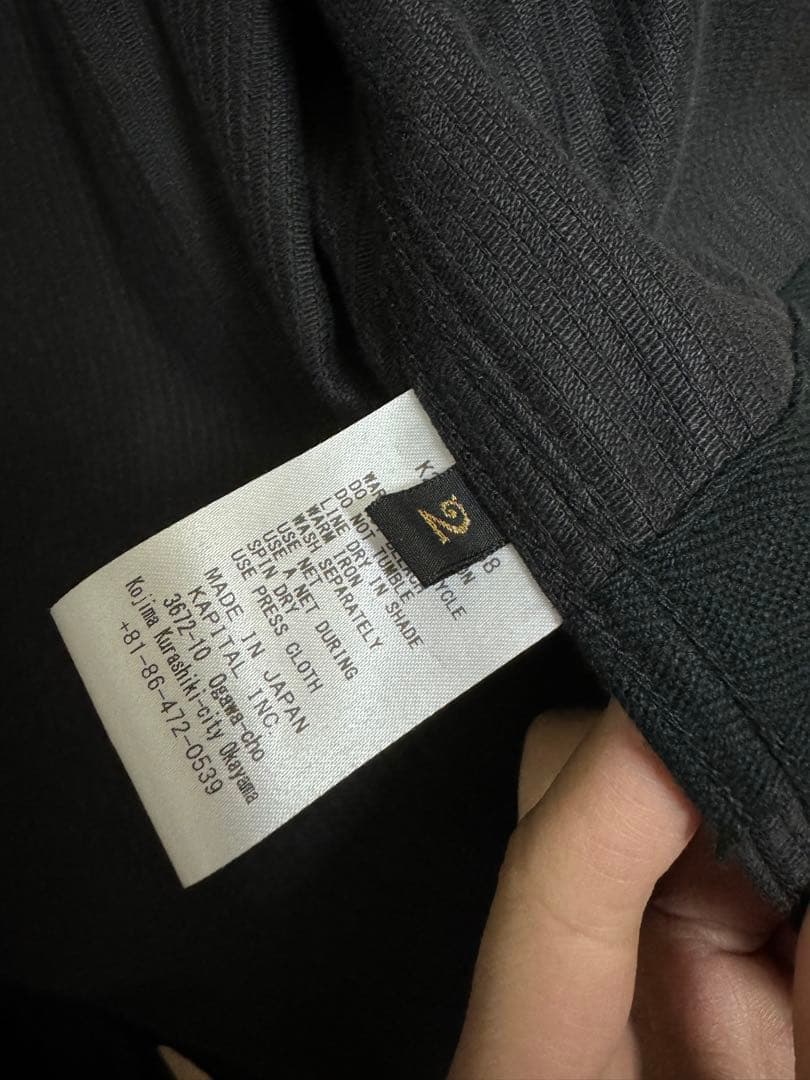 2
DO NOT TUMBLE
LINE DRY IN SHADE
WARM IRON
WASH SEPARATELY
USE A NET DURING
SPIN DRY
USE PRESS CLOTH
MADE IN JAPAN
KAPITAL INC.
3672-10 Ogawa-cho
Kojima Kurashiki-city Okayama
+81-86-472-0539